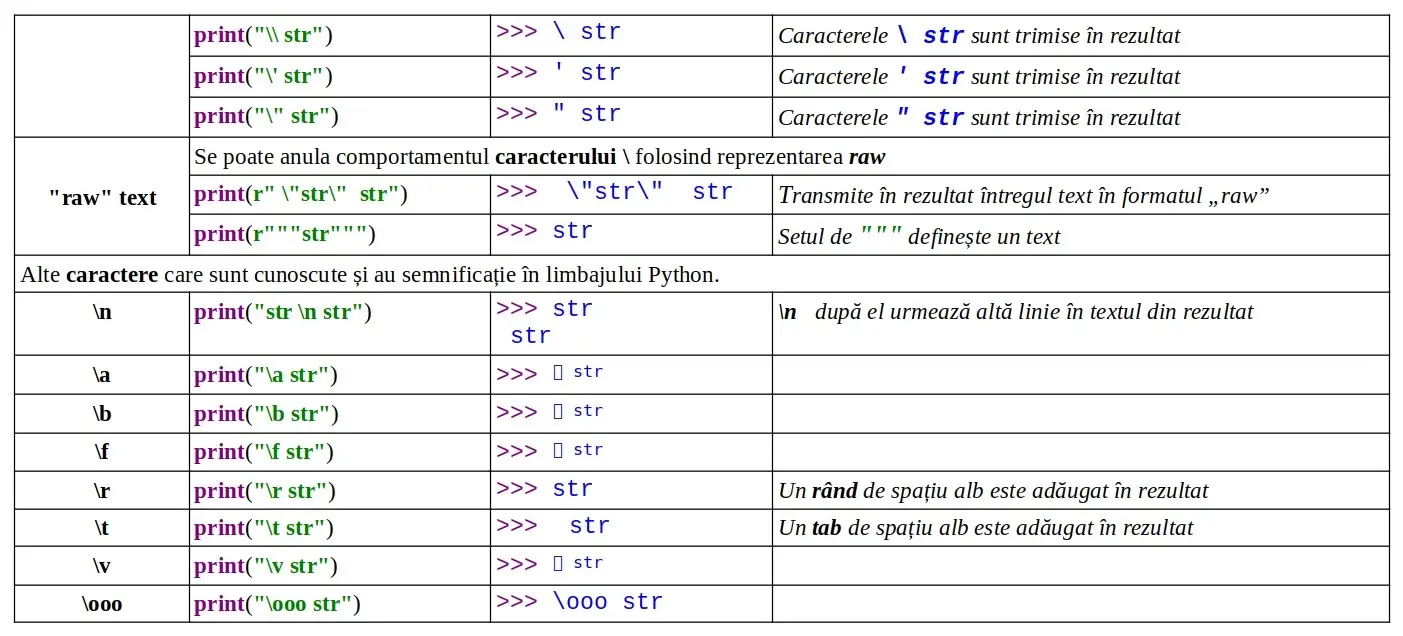 print("\\ str") >>> \ str Caracterele \ str sunt trimise în rezultat
print("\' str") >>> ' str Caracterele ' str sunt trimise în rezultat
print("\" str") >>> " str Caracterele " str sunt trimise în rezultat
"raw" text
Se poate anula comportamentul caracterului \ folosind reprezentarea raw
print(r" \"str\"  str") >>>  \"str\"  str Transmite în rezultat întregul text în formatul „raw”
print(r"""str""") >>> str Setul de """ definește un text
Alte caractere care sunt cunoscute și au semnificație în limbajului Python.
\n print("str \n str") >>> str \n  după el urmează altă linie în textul din rezultat
str
\a print("\a str") >>> ▯ str
\b print("\b str") >>> ▯ str
\f print("\f str") >>> ▯ str
\r print("\r str") >>> str Un rând de spațiu alb este adăugat în rezultat
\t print("\t str") >>>  str Un tab de spațiu alb este adăugat în rezultat
\v print("\v str") >>> ▯ str
\ooo print("\ooo str") >>> \ooo str